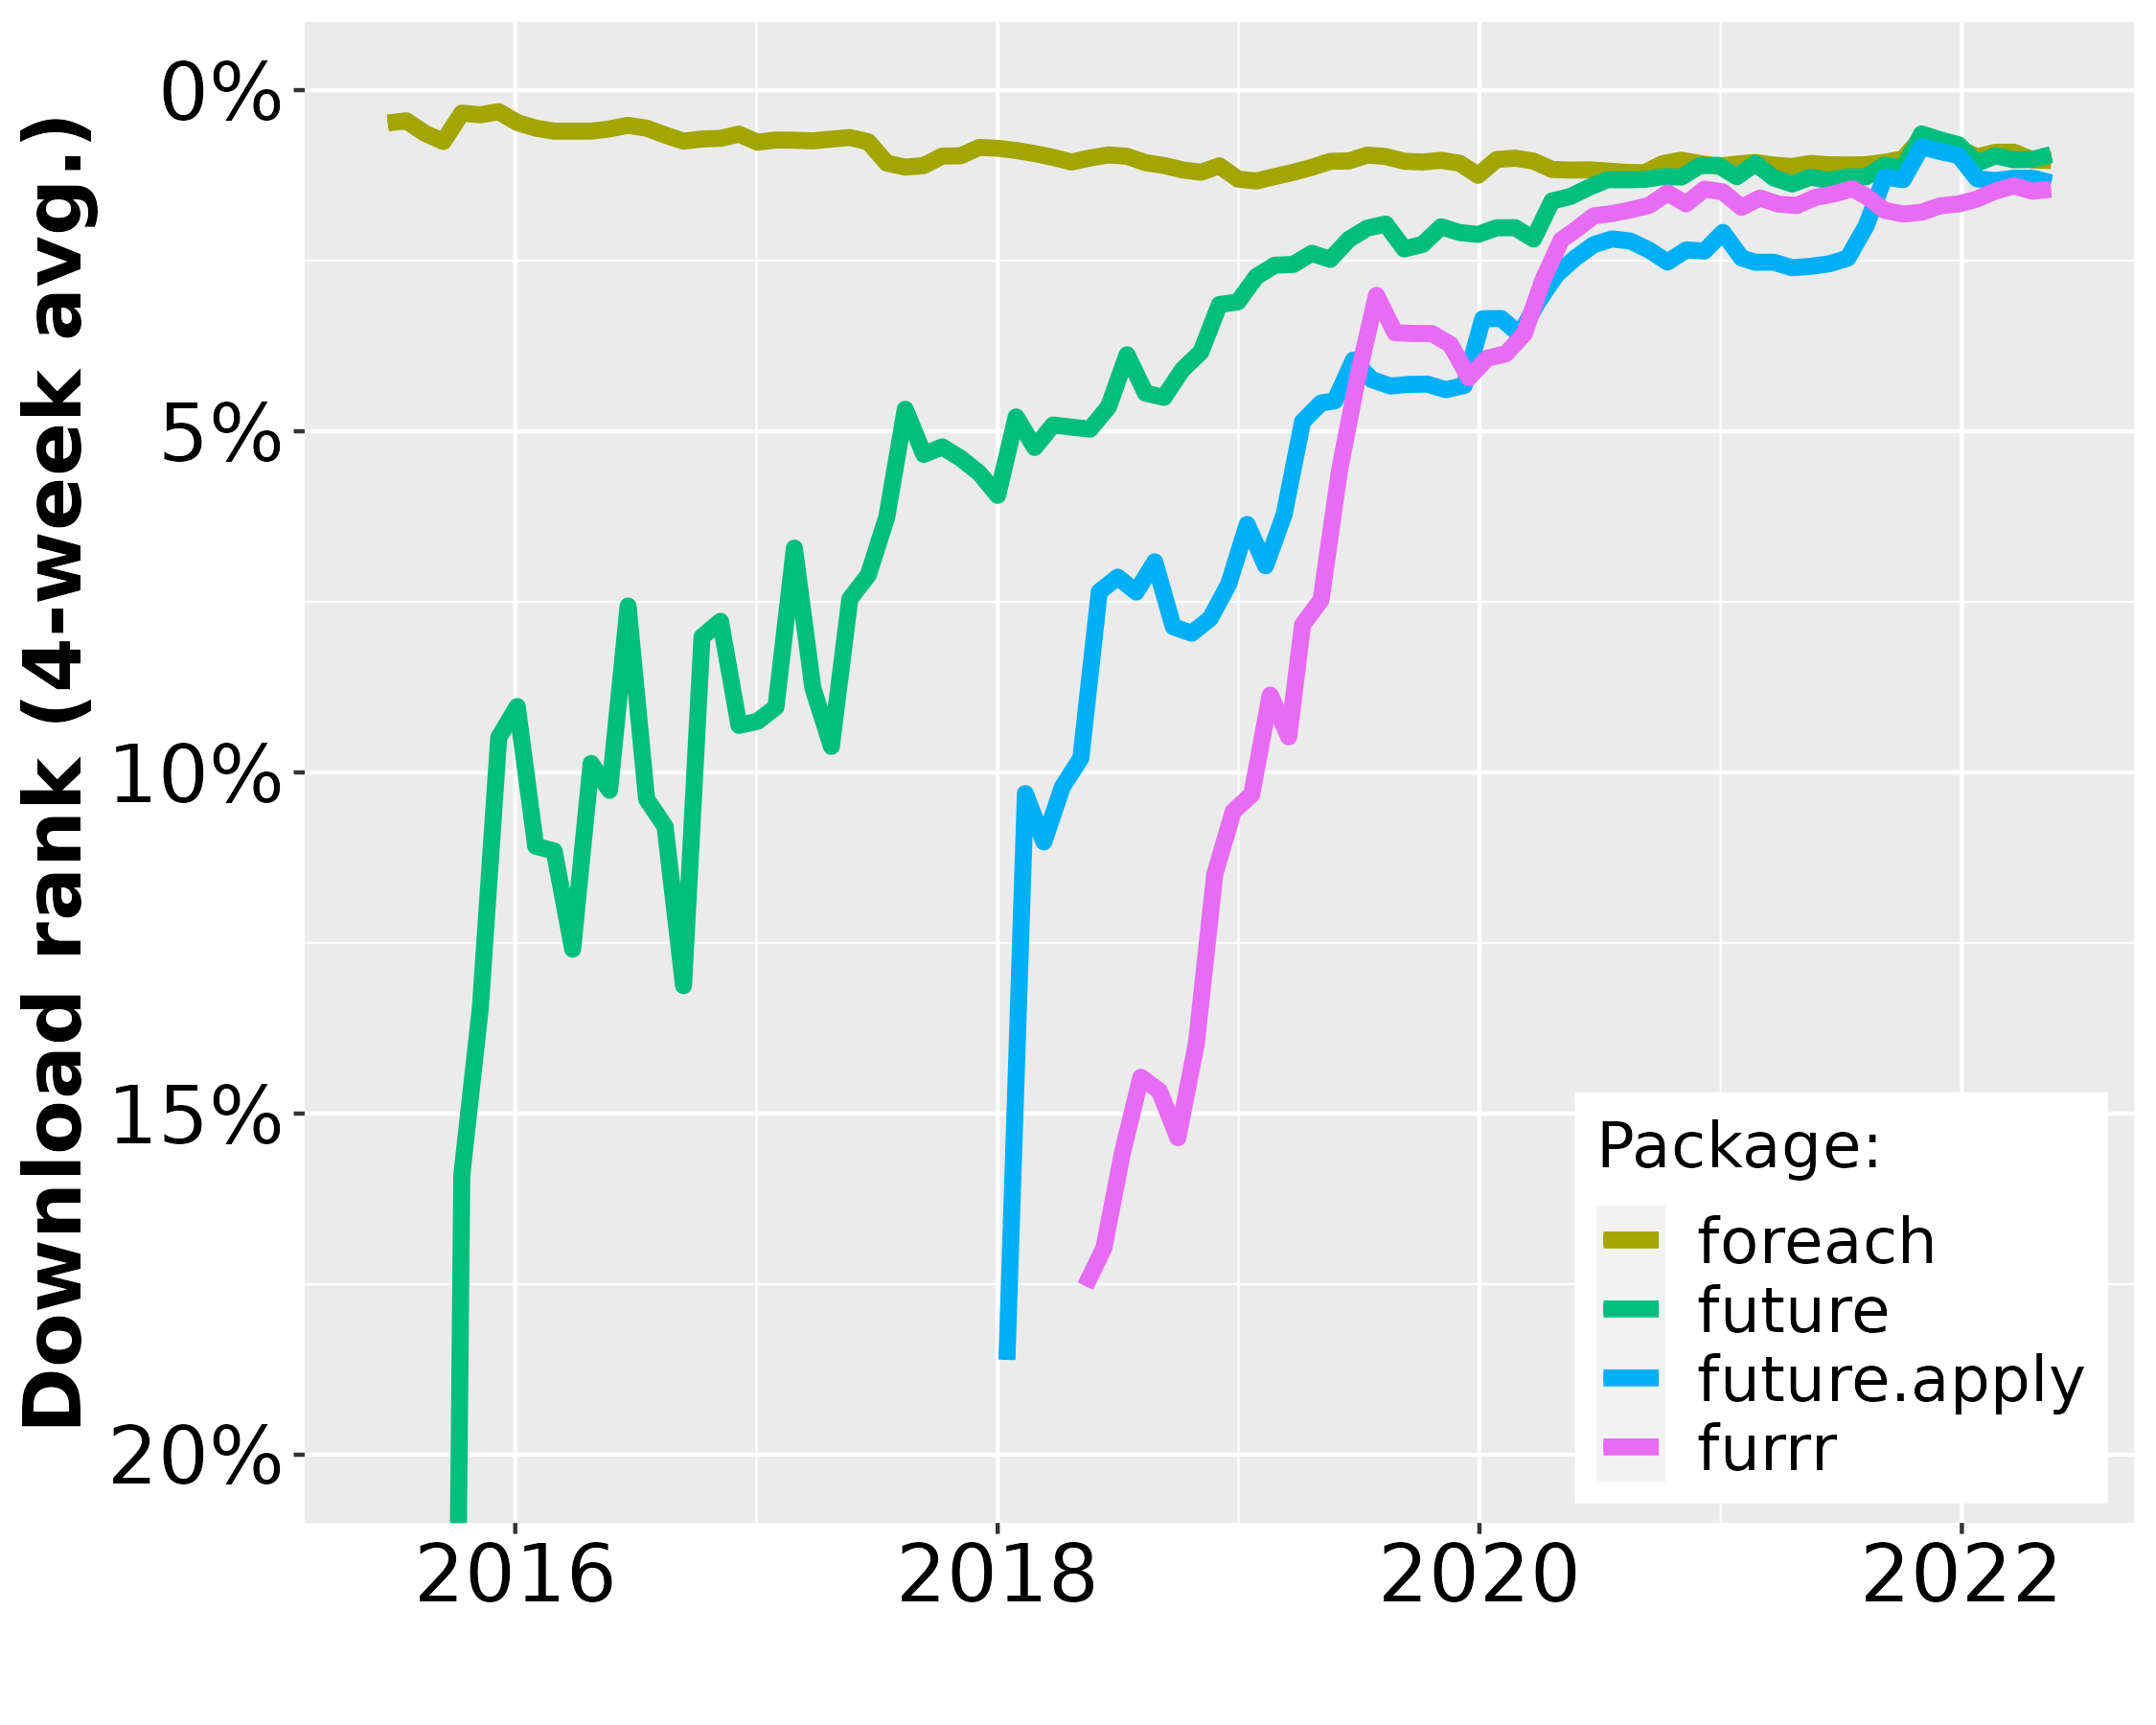 Download rank (4-week avg.)
0%
5%
10%
15%
20%
2016
2018
2020
2022
Package:
foreach
future
future.apply
furrr